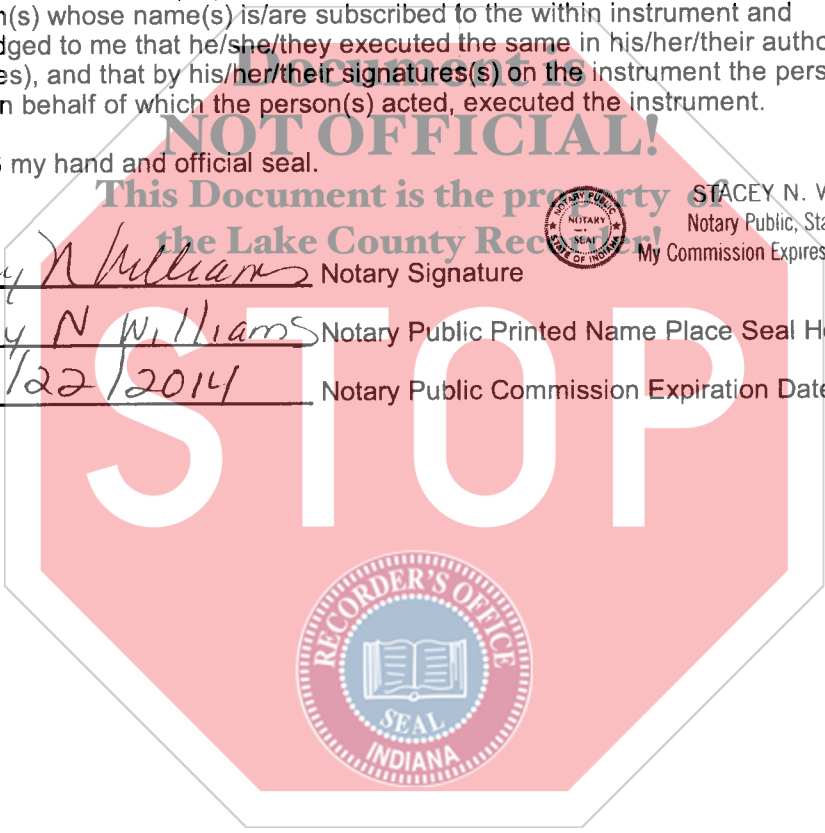 n(s) whose name(s) is/are subscribed to the within instrument and
dged to me that he/she/they executed the same in his/her/their autho
es), and that by his/her/their signatures(s) on the instrument the pers
n behalf of which the person(s) acted, executed the instrument.
Document is
NOT OFFICIAL!
my hand and official seal.
This Document is the property of
the Lake County Recorder!
NOTARY PUBLIC
NOTARY
SEAL
STATE OF INDIANA
STACEY N. W
Notary Public, Sta
My Commission Expires
y N Williams Notary Signature
y N Williams Notary Public Printed Name Place Seal He
/22/2014 Notary Public Commission Expiration Date
STOP
RECORDER'S OFFICE
SEAL
INDIANA